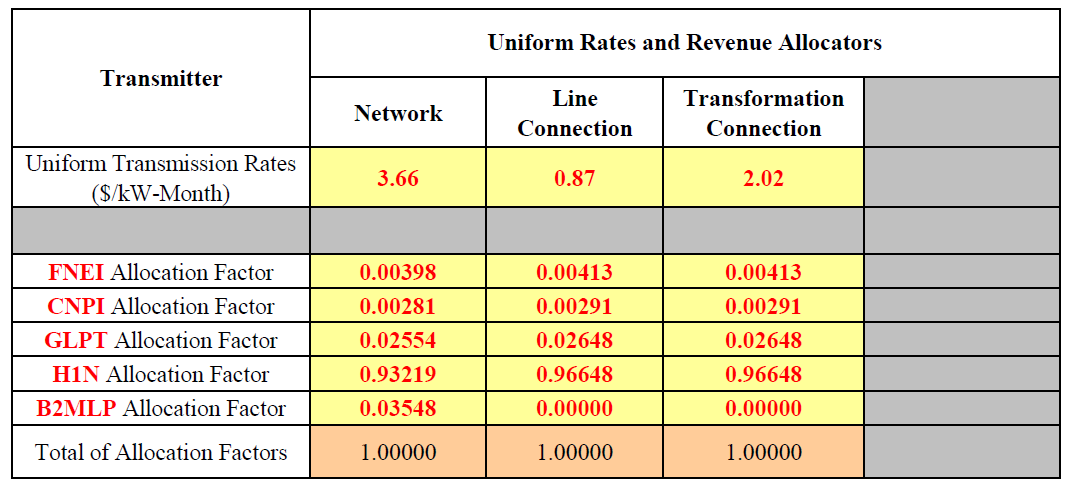 Transmitter
Uniform Rates and Revenue Allocators
Network
Line
Connection
Transformation
Connection
Uniform Transmission Rates
($/kW-Month)
3.66
0.87
2.02
FNEI Allocation Factor
0.00398
0.00413
0.00413
CNPI Allocation Factor
0.00281
0.00291
0.00291
GLPT Allocation Factor
0.02554
0.02648
0.02648
H1N Allocation Factor
0.93219
0.96648
0.96648
B2MLP Allocation Factor
0.03548
0.00000
0.00000
Total of Allocation Factors
1.00000
1.00000
1.00000